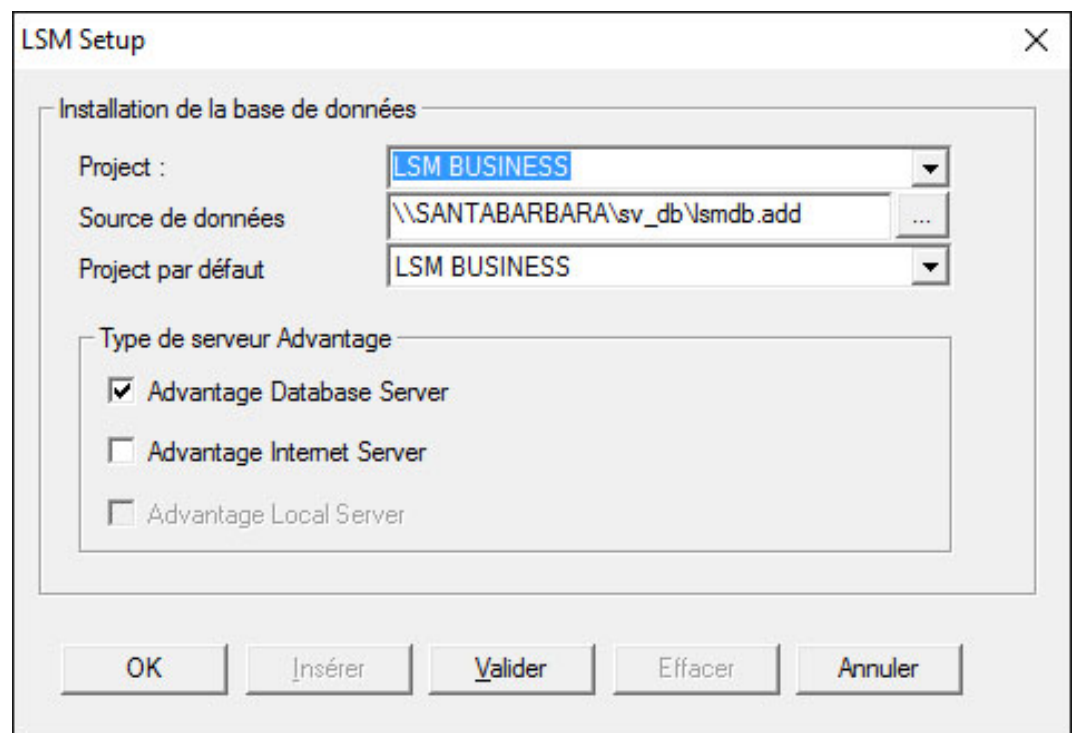 LSM Setup
Installation de la base de données
Project :
LSM BUSINESS
Source de données
\\SANTABARBARA\sv_db\lsmdb.add
...
Project par défaut
LSM BUSINESS
Type de serveur Advantage
Advantage Database Server
Advantage Internet Server
Advantage Local Server
OK
Insérer
Valider
Effacer
Annuler